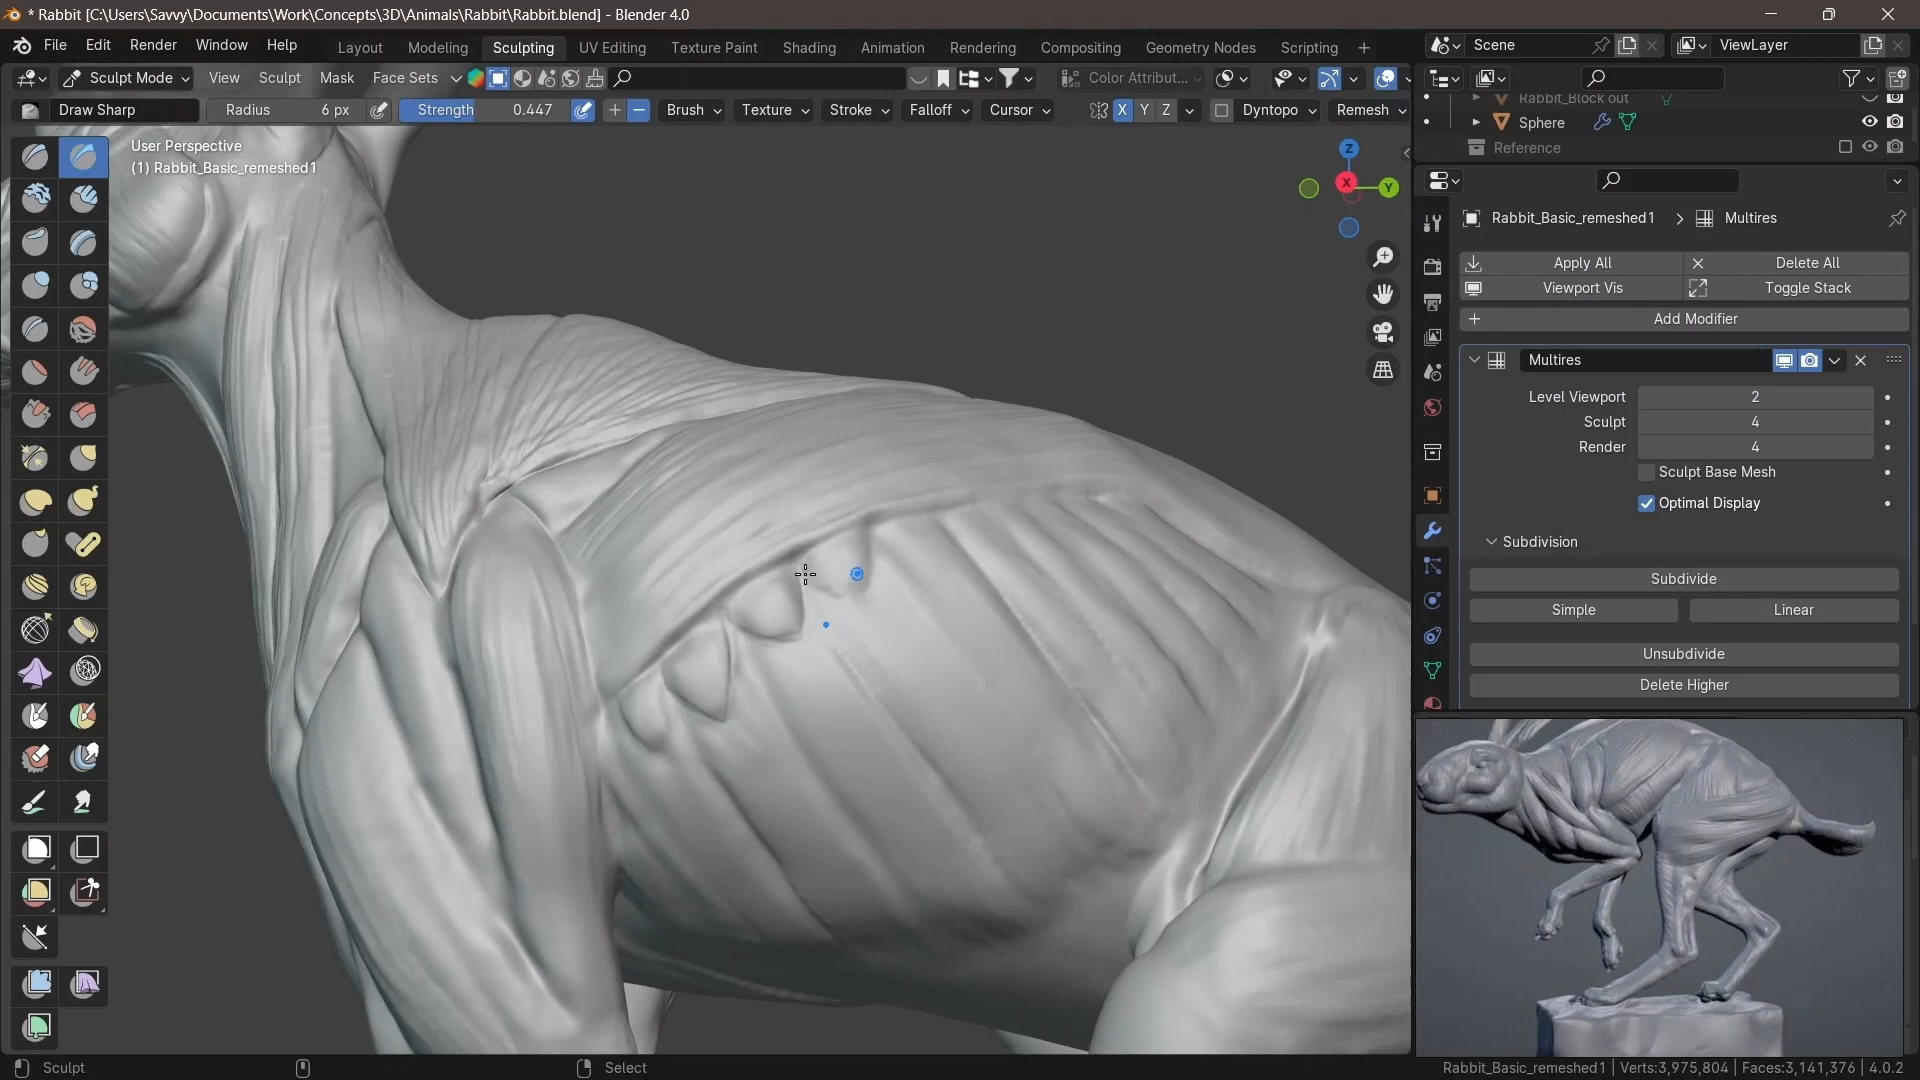 * Rabbit [C:\Users\Savvy\Documents\Work\Concepts\3D\Animals\Rabbit\Rabbit.blend] - Blender 4.0
File Edit Render Window Help Layout Modeling Sculpting UV Editing Texture Paint Shading Animation Rendering Compositing Geometry Nodes Scripting + Scene ViewLayer
Sculpt Mode View Sculpt Mask Face Sets Color Attribut...
Draw Sharp Radius 6 px Strength 0.447 Brush Texture Stroke Falloff Cursor X Y Z Dyntopo Remesh
Rabbit_Block out
Sphere
Reference
User Perspective
(1) Rabbit_Basic_remeshed1
Z
X Y
Rabbit_Basic_remeshed1 > Multires
Apply All Delete All
Viewport Vis Toggle Stack
Add Modifier
Multires
Level Viewport 2
Sculpt 4
Render 4
Sculpt Base Mesh
Optimal Display
Subdivision
Subdivide
Simple Linear
Unsubdivide
Delete Higher
Sculpt Select Rabbit_Basic_remeshed1 | Verts:3,975,804 | Faces:3,141,376 | 4.0.2